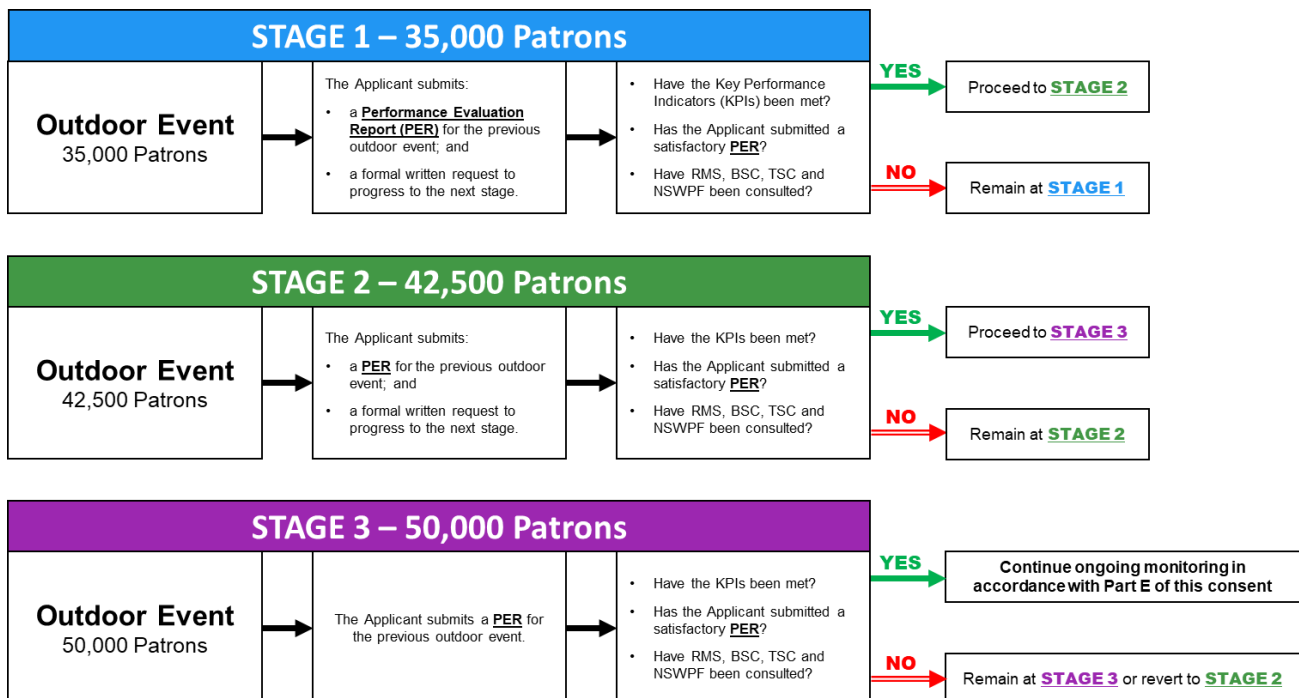 STAGE 1 – 35,000 Patrons
Outdoor Event
35,000 Patrons
The Applicant submits:
• a Performance Evaluation
Report (PER) for the previous
outdoor event; and
• a formal written request to
progress to the next stage.
• Have the Key Performance
Indicators (KPIs) been met?
• Has the Applicant submitted a
satisfactory PER?
• Have RMS, BSC, TSC and
NSWPF been consulted?
YES
Proceed to STAGE 2
NO
Remain at STAGE 1
STAGE 2 – 42,500 Patrons
Outdoor Event
42,500 Patrons
The Applicant submits:
• a PER for the previous outdoor
event; and
• a formal written request to
progress to the next stage.
• Have the KPIs been met?
• Has the Applicant submitted a
satisfactory PER?
• Have RMS, BSC, TSC and
NSWPF been consulted?
YES
Proceed to STAGE 3
NO
Remain at STAGE 2
STAGE 3 – 50,000 Patrons
Outdoor Event
50,000 Patrons
The Applicant submits a PER for
the previous outdoor event.
• Have the KPIs been met?
• Has the Applicant submitted a
satisfactory PER?
• Have RMS, BSC, TSC and
NSWPF been consulted?
YES
Continue ongoing monitoring in
accordance with Part E of this consent
NO
Remain at STAGE 3 or revert to STAGE 2